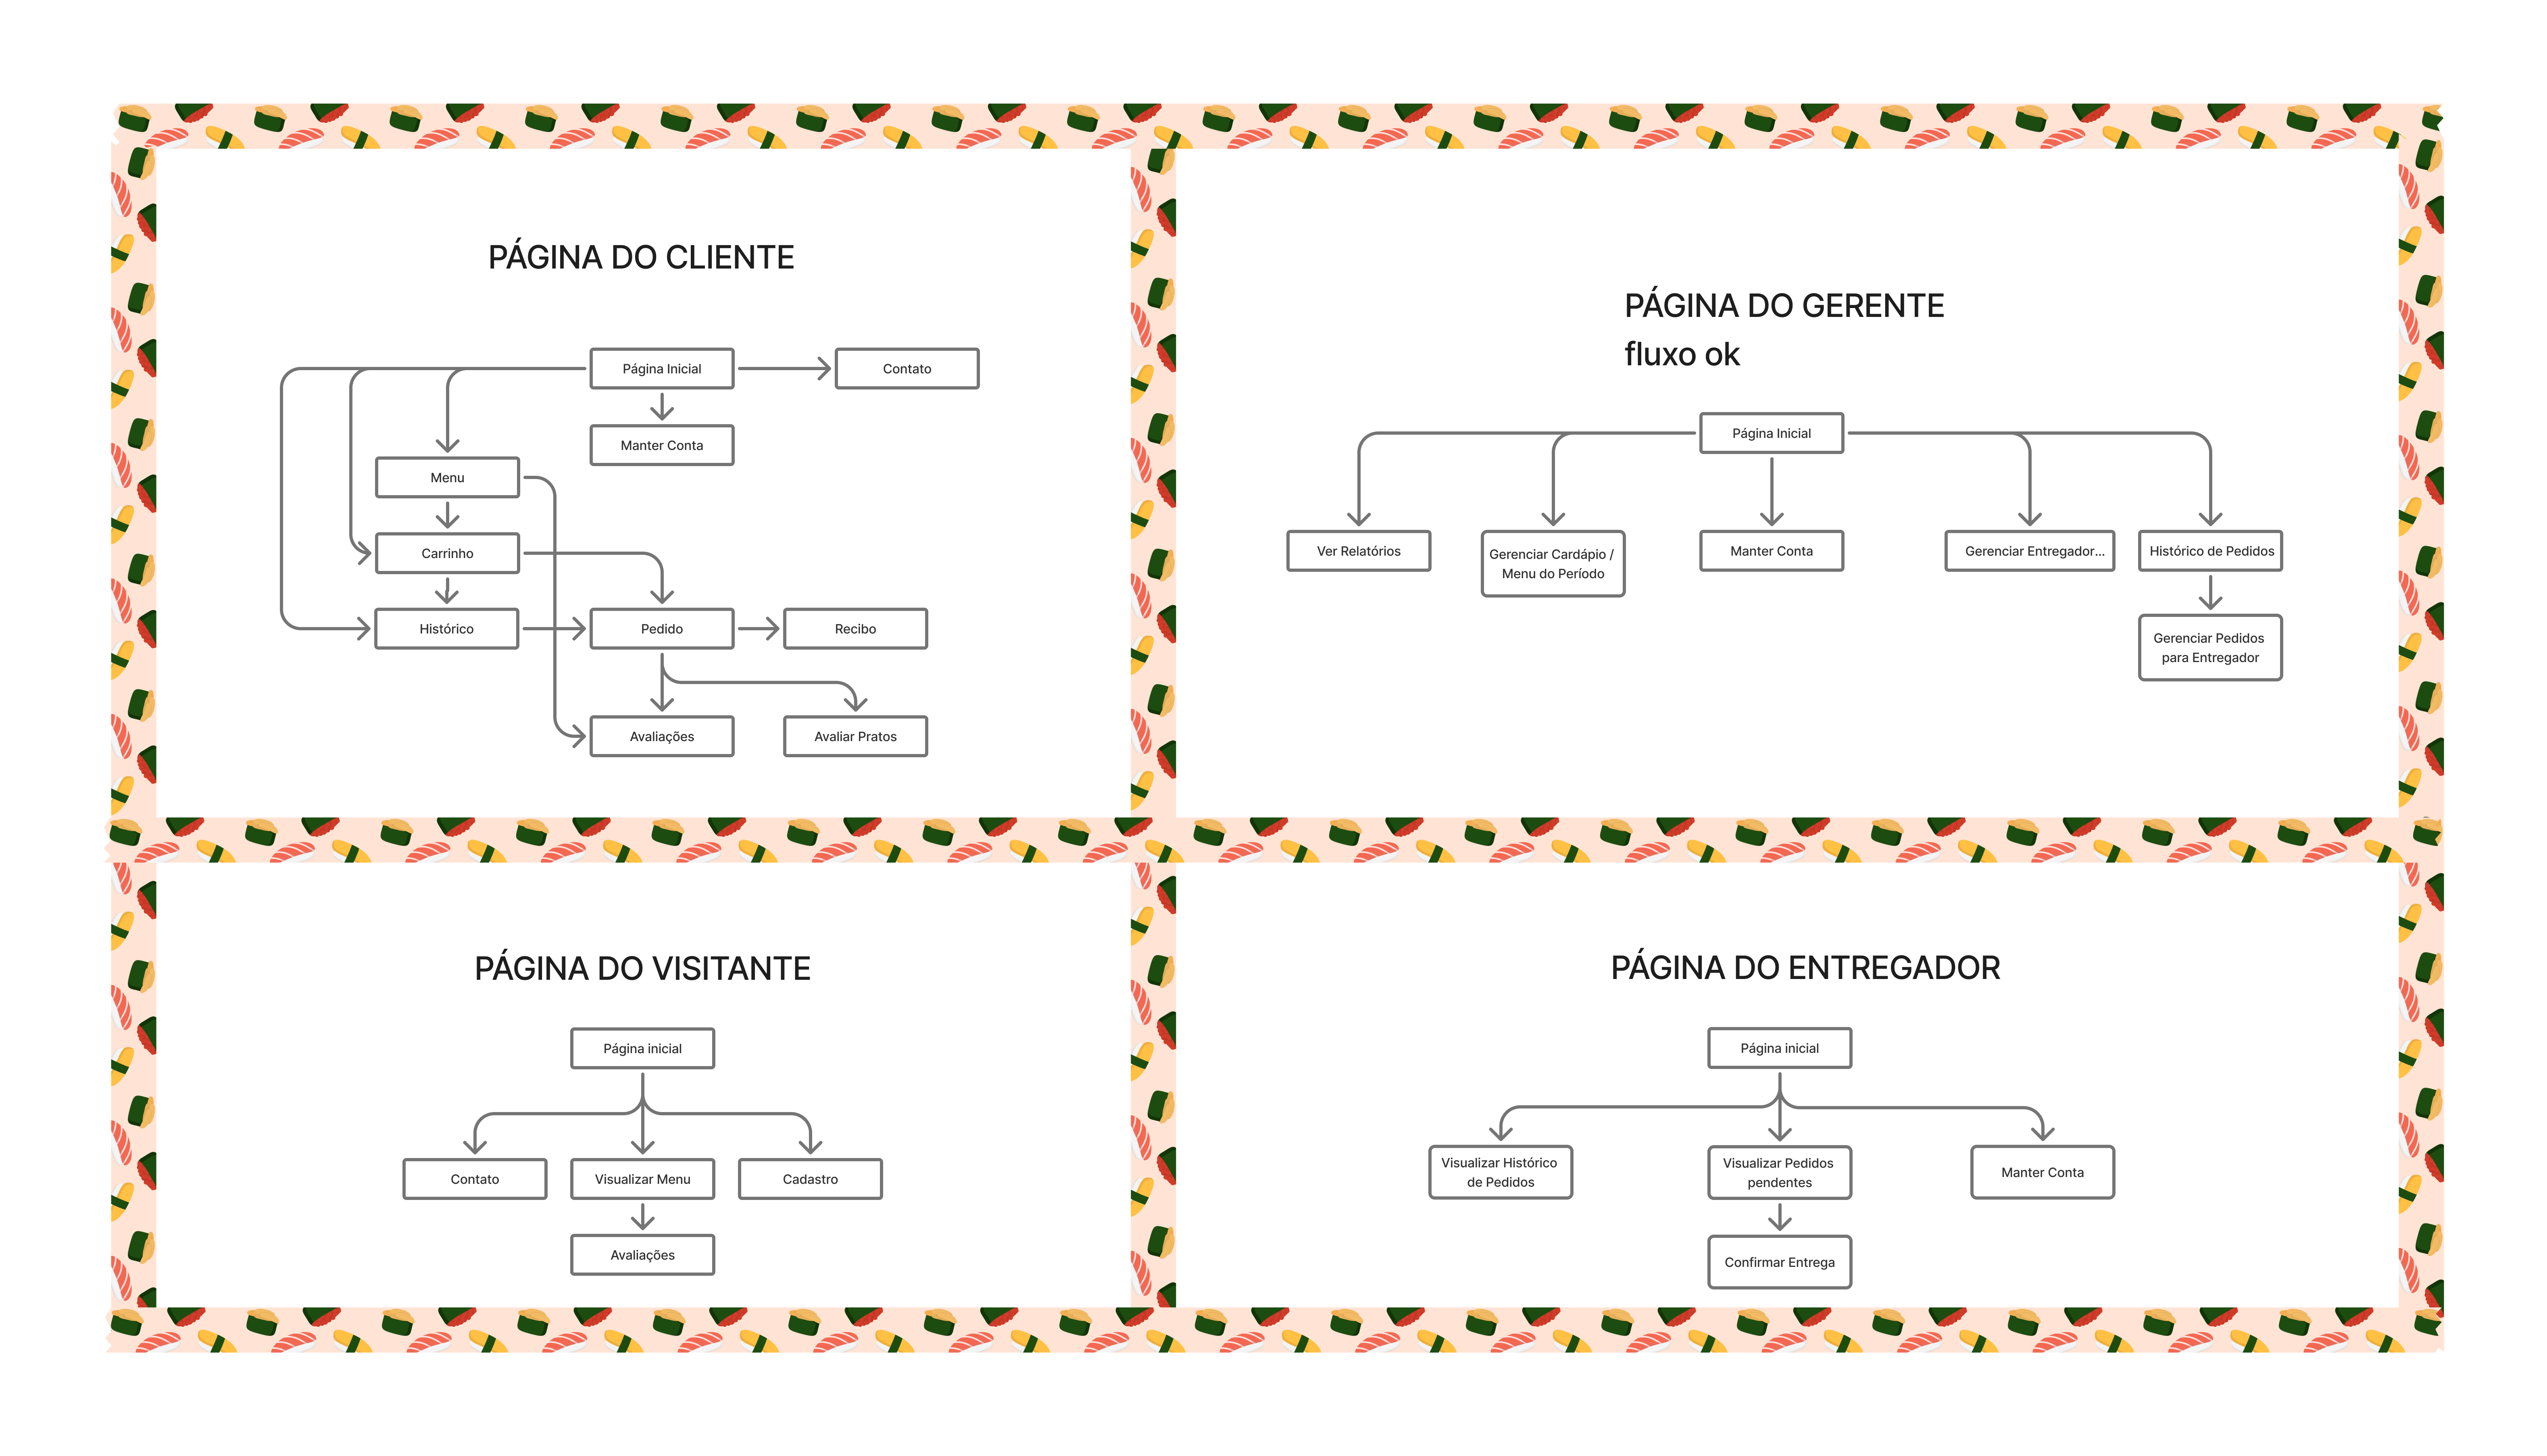 PÁGINA DO CLIENTE
Página Inicial
Contato
Manter Conta
Menu
Carrinho
Histórico
Pedido
Recibo
Avaliações
Avaliar Pratos
PÁGINA DO GERENTE
fluxo ok
Página Inicial
Ver Relatórios
Gerenciar Cardápio /
Menu do Período
Manter Conta
Gerenciar Entregador...
Histórico de Pedidos
Gerenciar Pedidos
para Entregador
PÁGINA DO VISITANTE
Página inicial
Contato
Visualizar Menu
Cadastro
Avaliações
PÁGINA DO ENTREGADOR
Página inicial
Visualizar Histórico
de Pedidos
Visualizar Pedidos
pendentes
Manter Conta
Confirmar Entrega